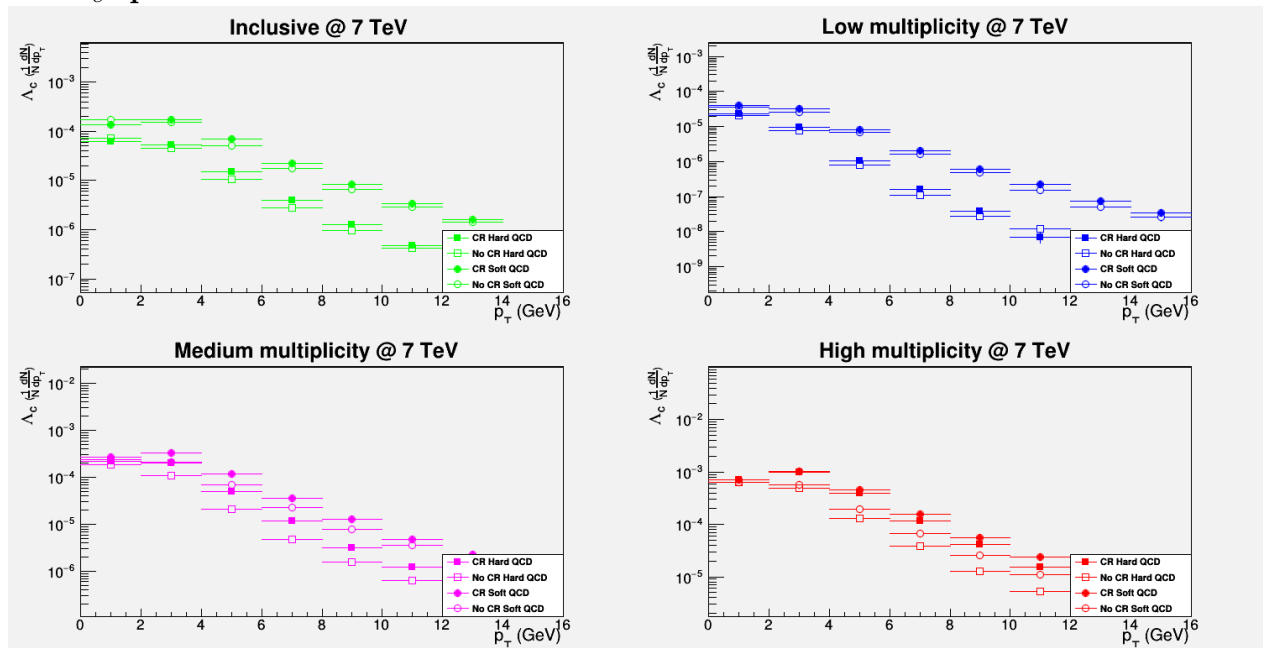 Inclusive @ 7 TeV
Λc (1/N dN/dpT)
10^-3
10^-4
10^-5
10^-6
10^-7
CR Hard QCD
No CR Hard QCD
CR Soft QCD
No CR Soft QCD
0 2 4 6 8 10 12 14 16
pT (GeV)
Low multiplicity @ 7 TeV
Λc (1/N dN/dpT)
10^-3
10^-4
10^-5
10^-6
10^-7
10^-8
10^-9
CR Hard QCD
No CR Hard QCD
CR Soft QCD
No CR Soft QCD
0 2 4 6 8 10 12 14 16
pT (GeV)
Medium multiplicity @ 7 TeV
Λc (1/N dN/dpT)
10^-2
10^-3
10^-4
10^-5
10^-6
CR Hard QCD
No CR Hard QCD
CR Soft QCD
No CR Soft QCD
0 2 4 6 8 10 12 14 16
pT (GeV)
High multiplicity @ 7 TeV
Λc (1/N dN/dpT)
10^-2
10^-3
10^-4
10^-5
CR Hard QCD
No CR Hard QCD
CR Soft QCD
No CR Soft QCD
0 2 4 6 8 10 12 14 16
pT (GeV)